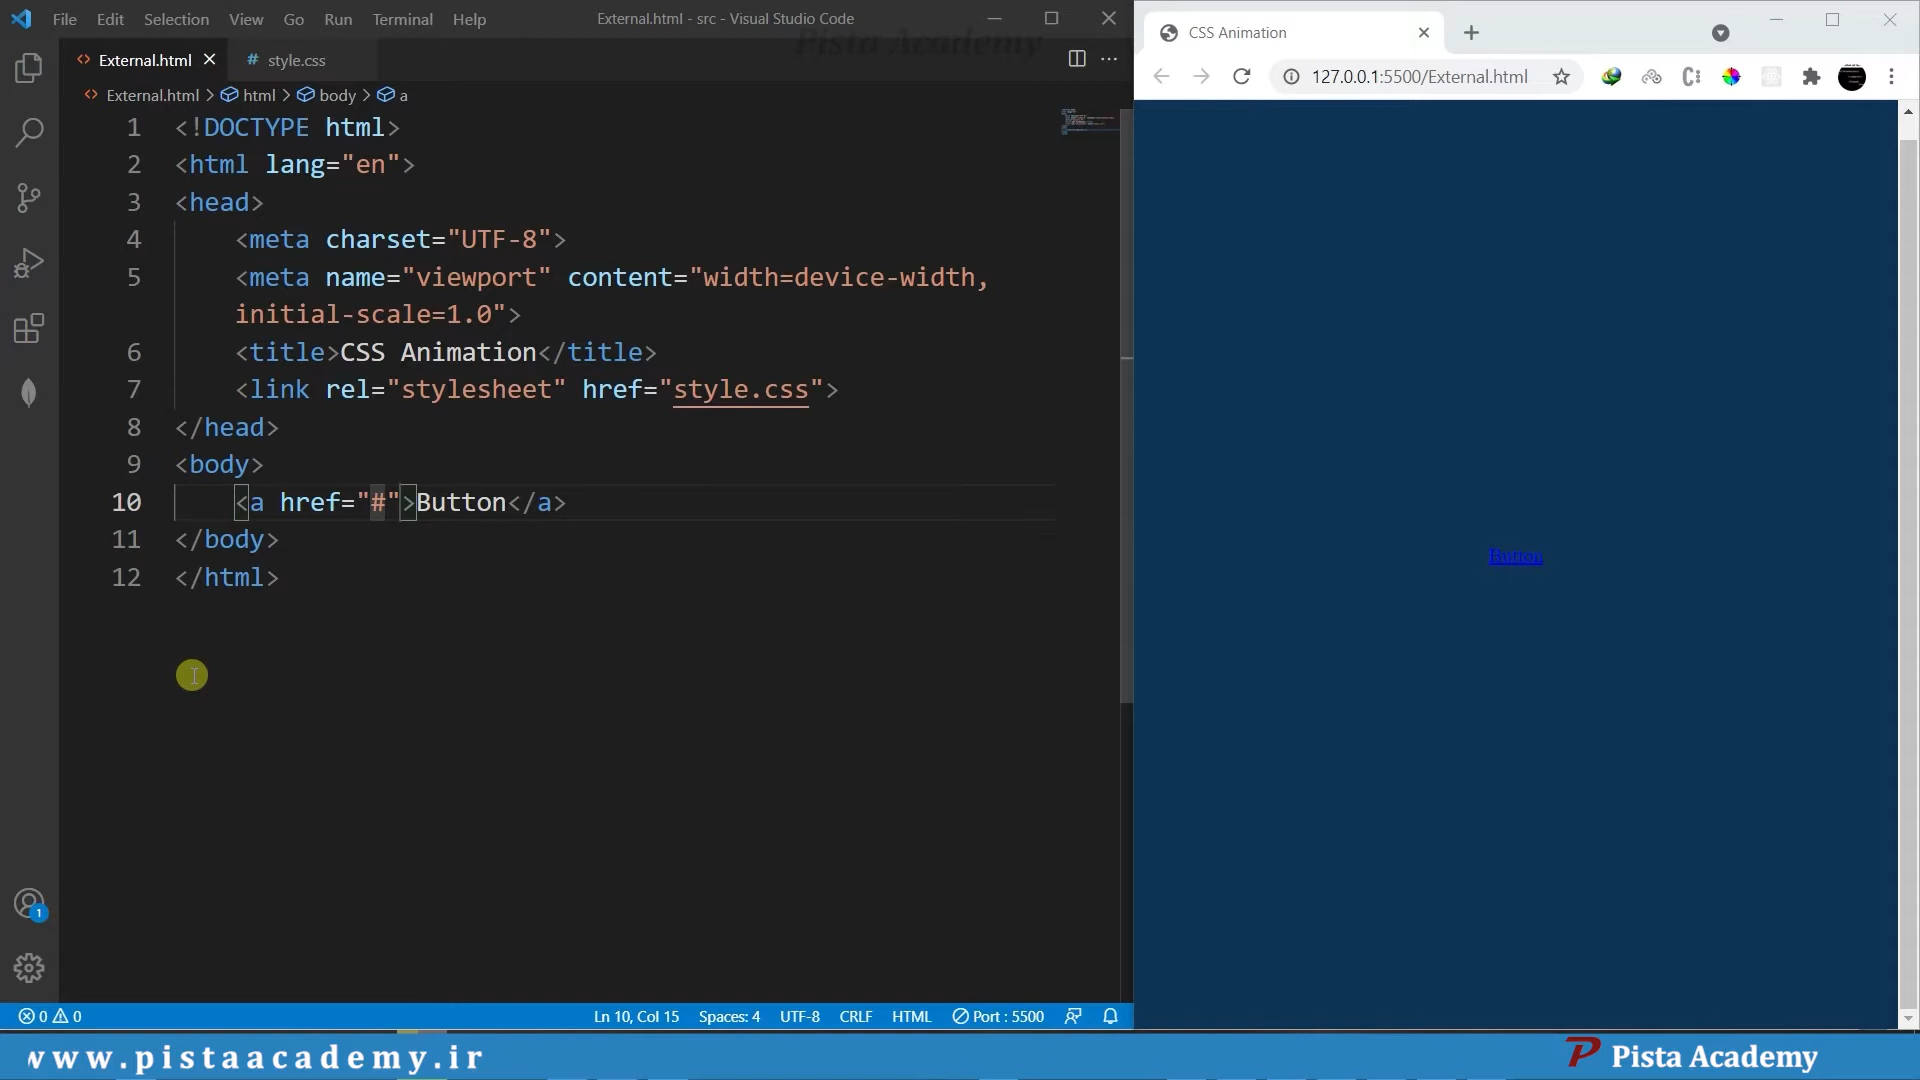 File Edit Selection View Go Run Terminal Help
External.html - src - Visual Studio Code
Pista Academy
External.html
# style.css
External.html > html > body > a
1 <!DOCTYPE html>
2 <html lang="en">
3 <head>
4 <meta charset="UTF-8">
5 <meta name="viewport" content="width=device-width,
initial-scale=1.0">
6 <title>CSS Animation</title>
7 <link rel="stylesheet" href="style.css">
8 </head>
9 <body>
10 <a href="#">Button</a>
11 </body>
12 </html>
1
0 0
Ln 10, Col 15 Spaces: 4 UTF-8 CRLF HTML Port : 5500
CSS Animation
127.0.0.1:5500/External.html
Button
www.pistaacademy.ir
Pista Academy